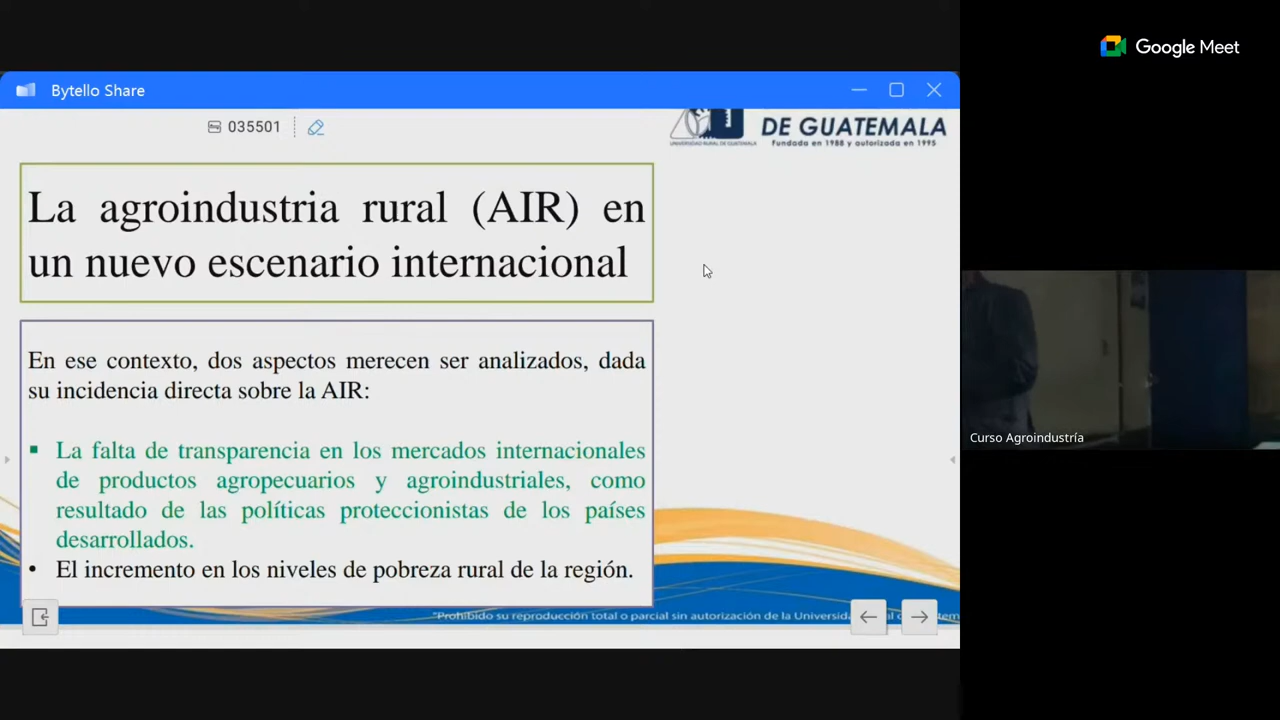 Google Meet
Bytello Share
035501
DE GUATEMALA
UNIVERSIDAD RURAL DE GUATEMALA
Fundada en 1988 y autorizada en 1995
La agroindustria rural (AIR) en
un nuevo escenario internacional
En ese contexto, dos aspectos merecen ser analizados, dada
su incidencia directa sobre la AIR:
▪ La falta de transparencia en los mercados internacionales
de productos agropecuarios y agroindustriales, como
resultado de las políticas proteccionistas de los países
desarrollados.
• El incremento en los niveles de pobreza rural de la región.
"Prohibido su reproducción total o parcial sin autorización de la
Curso Agroindustría